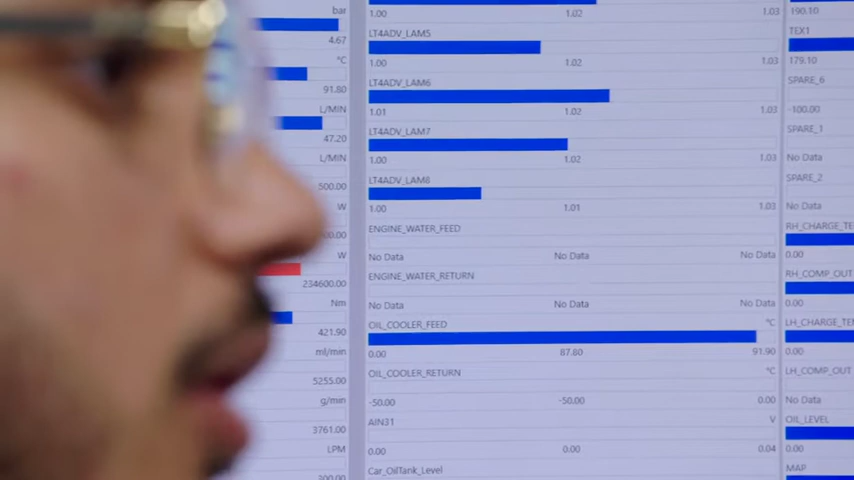 bar
4.67
°C
91.80
L/MIN
47.20
L/MIN
500.00
W
W
234600.00
Nm
421.90
ml/min
5255.00
g/min
3761.00
LPM
1.00 1.02 1.03
LT4ADV_LAM5
1.00 1.02 1.03
LT4ADV_LAM6
1.01 1.02 1.03
LT4ADV_LAM7
1.00 1.02 1.03
LT4ADV_LAM8
1.00 1.01 1.03
ENGINE_WATER_FEED
No Data No Data No Data
ENGINE_WATER_RETURN
No Data No Data No Data
OIL_COOLER_FEED °C
0.00 87.80 91.90
OIL_COOLER_RETURN °C
-50.00 -50.00 0.00
AIN31 V
0.00 0.00 0.04
Car_OilTank_Level
190.10
TEX1
179.10
SPARE_6
-100.00
SPARE_1
No Data
SPARE_2
No Data
RH_CHARGE_TE
0.00
RH_COMP_OUT
0.00
LH_CHARGE_TE
0.00
LH_COMP_OUT
No Data
OIL_LEVEL
0.00
MAP